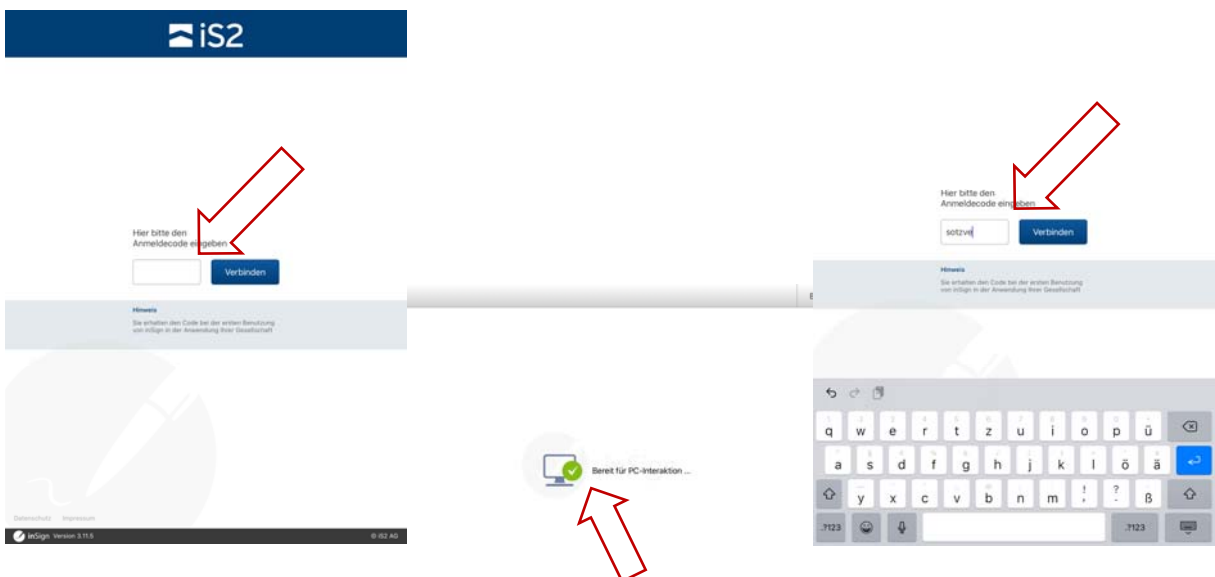 iS2
Hier bitte den
Anmeldecode eingeben
Verbinden
Hinweis
Sie erhalten den Code bei der ersten Benutzung
von inSign in der Anwendung Ihrer Gesellschaft
Datenschutz Impressum
inSign Version 3.11.5
© iS2 AG
Bereit für PC-Interaktion ...
Hier bitte den
Anmeldecode eingeben
sotzve
Verbinden
Hinweis
Sie erhalten den Code bei der ersten Benutzung
von inSign in der Anwendung Ihrer Gesellschaft
q w e r t z u i o p ü
a s d f g h j k l ö ä
y x c v b n m ! , ? . ß
.?123 .?123